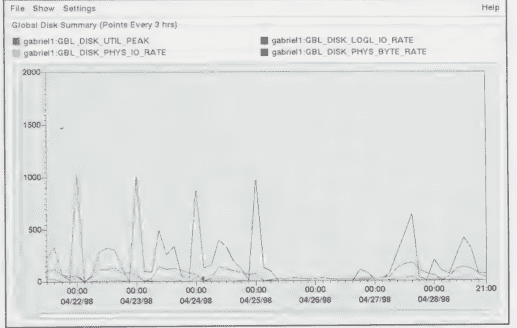 File Show Settings Help
Global Disk Summary (Points Every 3 hrs)
gabriel1:GBL_DISK_UTIL_PEAK gabriel1:GBL_DISK_LOGL_IO_RATE
gabriel1:GBL_DISK_PHYS_IO_RATE gabriel1:GBL_DISK_PHYS_BYTE_RATE
2000
1500
1000
500
0
00:00 00:00 00:00 00:00 00:00 00:00 00:00 21:00
04/22/98 04/23/98 04/24/98 04/25/98 04/26/98 04/27/98 04/28/98